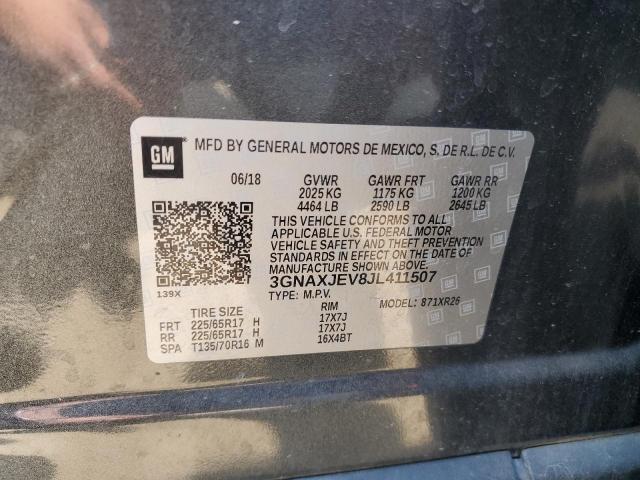 GM MFD BY GENERAL MOTORS DE MEXICO, S. DE R.L. DE C.V.
06/18 GVWR GAWR FRT GAWR RR
2025 KG 1175 KG 1200 KG
4464 LB 2590 LB 2645 LB
THIS VEHICLE CONFORMS TO ALL
APPLICABLE U.S. FEDERAL MOTOR
VEHICLE SAFETY AND THEFT PREVENTION
STANDARDS IN EFFECT ON THE DATE OF
MANUFACTURE SHOWN ABOVE.
3GNAXJEV8JL411507
139X TYPE: M.P.V. MODEL: 871XR26
TIRE SIZE RIM
FRT 225/65R17 H 17X7J
RR 225/65R17 H 17X7J
SPA T135/70R16 M 16X4BT